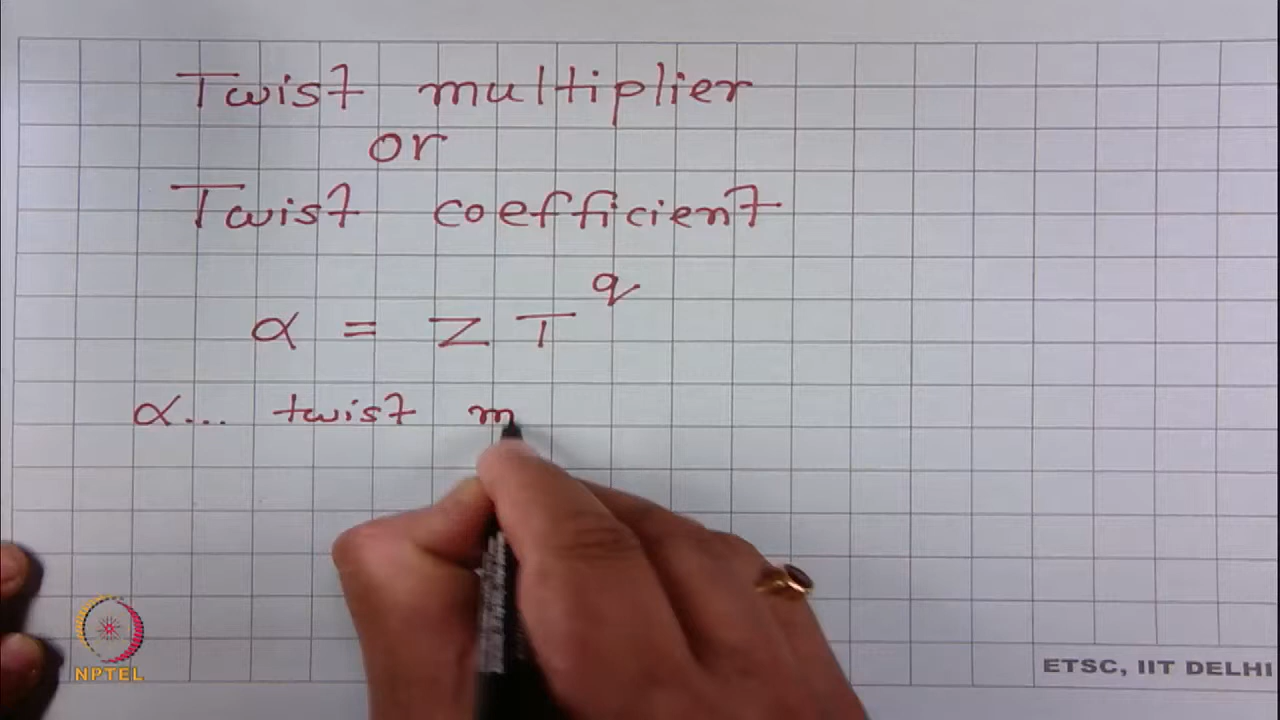 Twist multiplier
or
Twist coefficient
α = Z T^q
α... twist m
NPTEL
ETSC, IIT DELHI